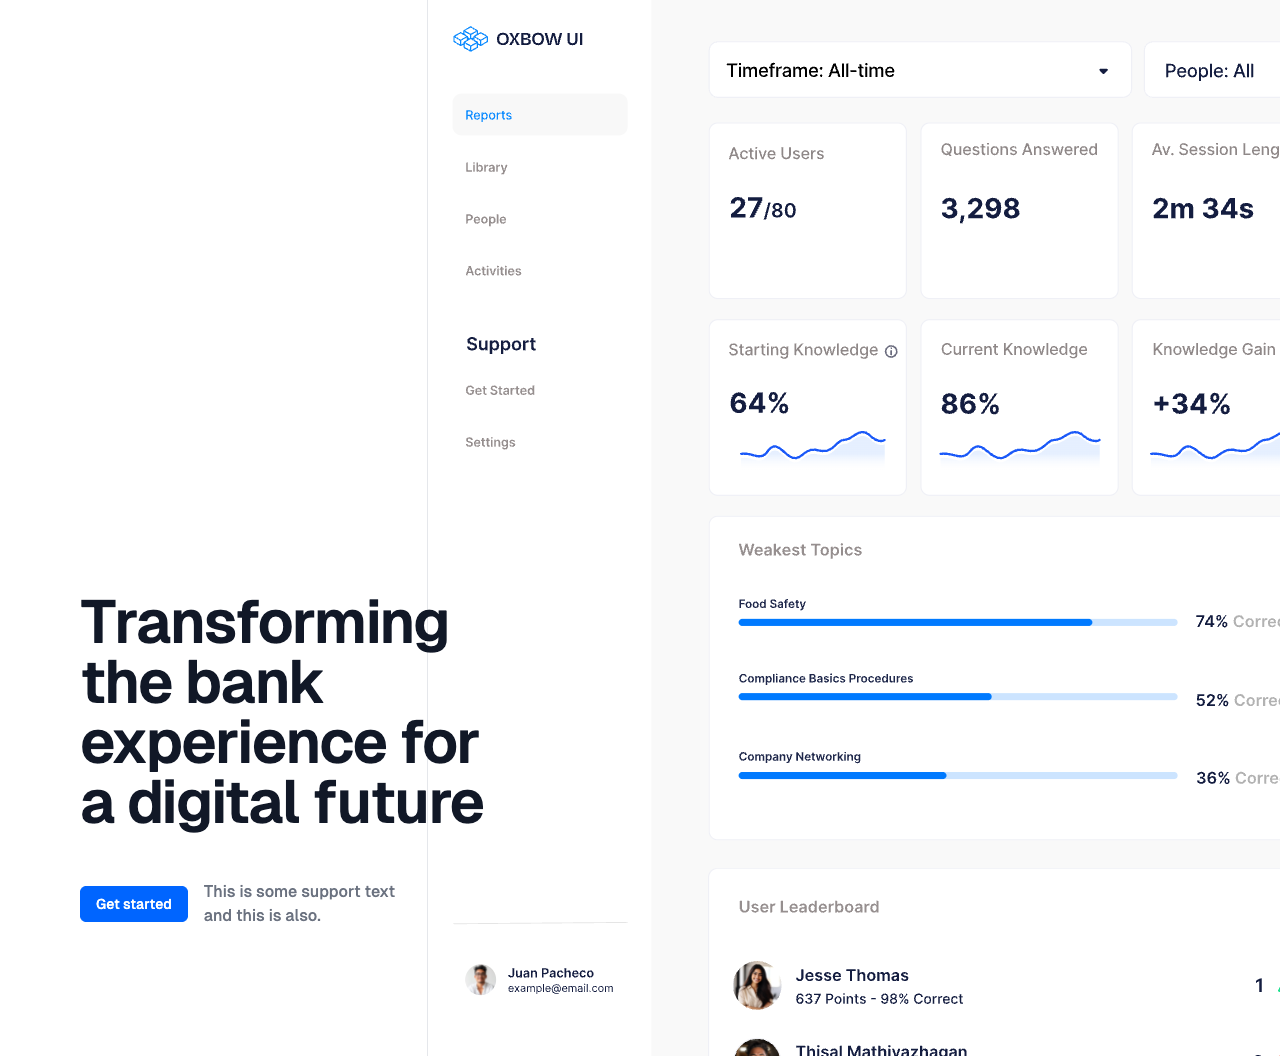 OXBOW UI
Reports
Library
People
Activities
Support
Get Started
Settings
Transforming
the bank
experience for
a digital future
Get started
This is some support text
and this is also.
Juan Pacheco
example@email.com
Timeframe: All-time
People: All
Active Users
27/80
Questions Answered
3,298
Av. Session Leng
2m 34s
Starting Knowledge
64%
Current Knowledge
86%
Knowledge Gain
+34%
Weakest Topics
Food Safety
74% Correc
Compliance Basics Procedures
52% Correc
Company Networking
36% Correc
User Leaderboard
Jesse Thomas
637 Points - 98% Correct
1
Thisal Mathiyazhagan